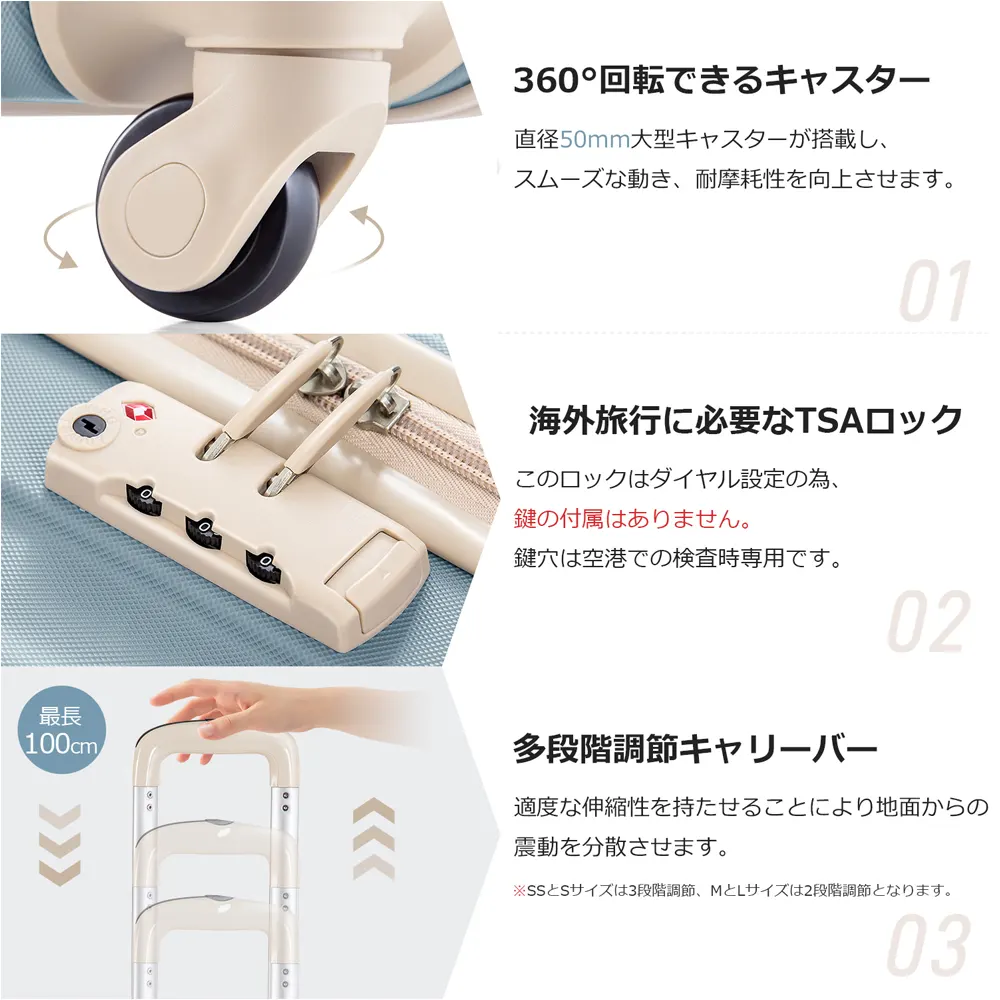 360°回転できるキャスター
直径50mm大型キャスターが搭載し、
スムーズな動き、耐摩耗性を向上させます。
01
海外旅行に必要なTSAロック
このロックはダイヤル設定の為、
鍵の付属はありません。
鍵穴は空港での検査時専用です。
0
0
0
02
最長
100cm
多段階調節キャリーバー
適度な伸縮性を持たせることにより地面からの
震動を分散させます。
※SSとSサイズは3段階調節、MとLサイズは2段階調節となります。
03